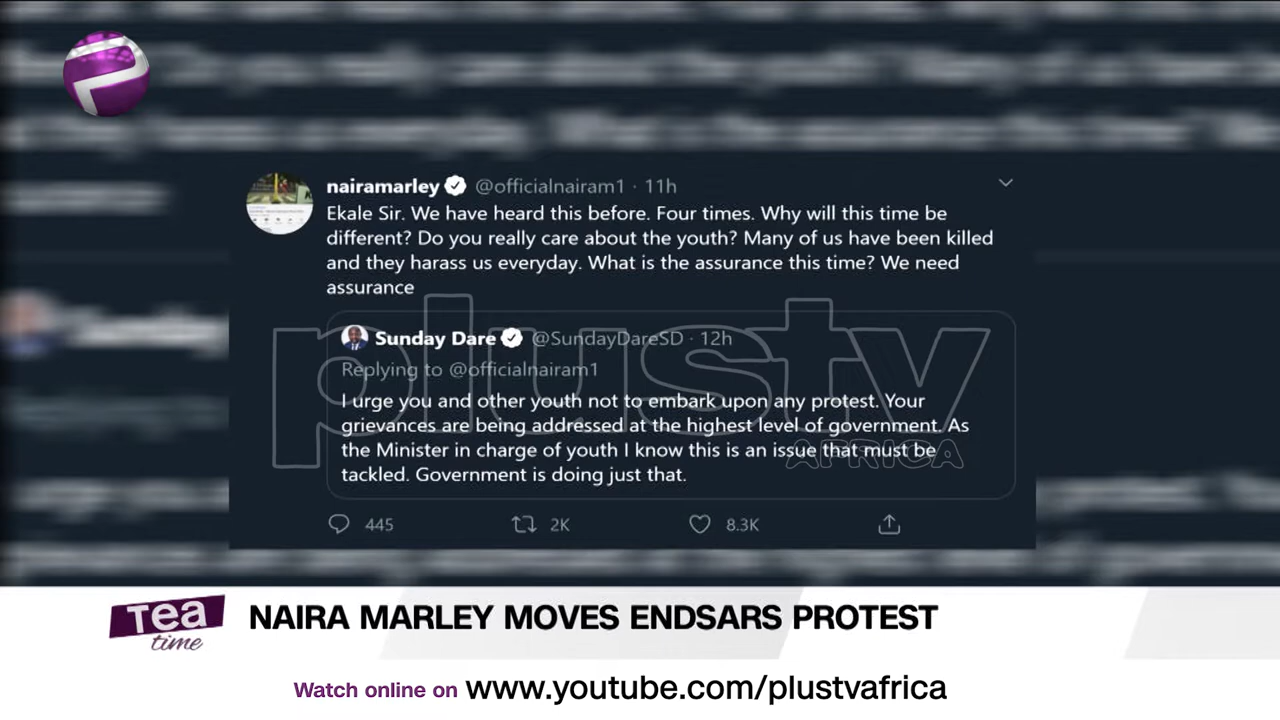 nairamarley @officialnairam1 · 11h
Ekale Sir. We have heard this before. Four times. Why will this time be
different? Do you really care about the youth? Many of us have been killed
and they harass us everyday. What is the assurance this time? We need
assurance
Sunday Dare @SundayDareSD · 12h
Replying to @officialnairam1
I urge you and other youth not to embark upon any protest. Your
grievances are being addressed at the highest level of government. As
the Minister in charge of youth I know this is an issue that must be
tackled. Government is doing just that.
plustv
AFRICA
445 2K 8.3K
Tea
time
NAIRA MARLEY MOVES ENDSARS PROTEST
Watch online on www.youtube.com/plustvafrica